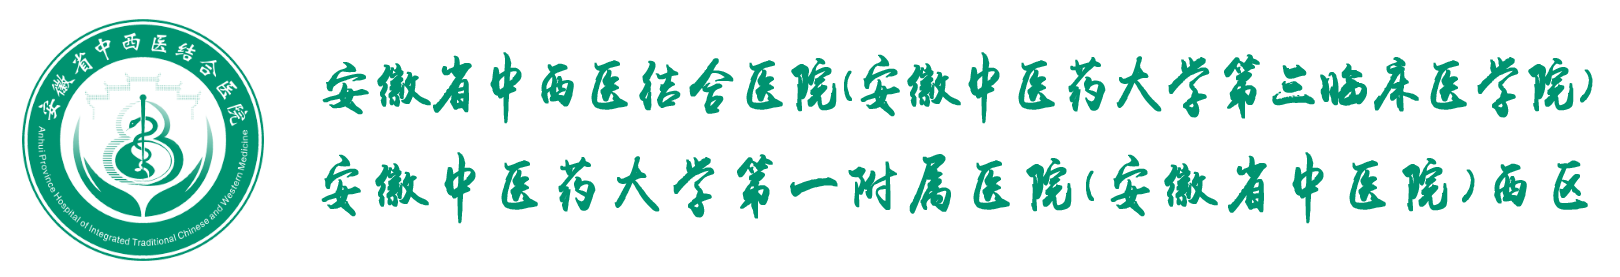 安徽省中西医结合医院
Anhui Province Hospital of Integrated Traditional Chinese and Western Medicine
安徽省中西医结合医院(安徽中医药大学第三临床医学院)
安徽中医药大学第一附属医院(安徽省中医院)西区